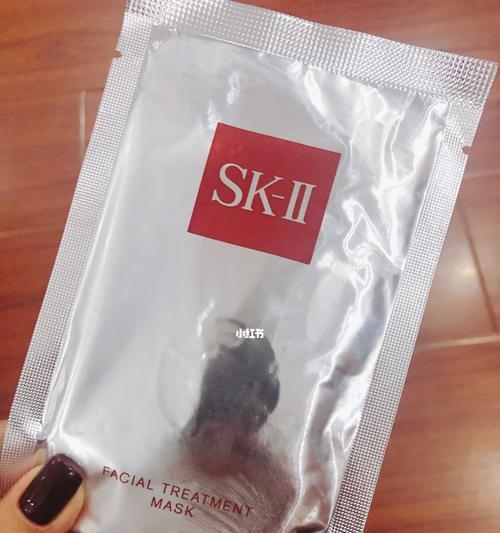 SK-II
小红书
FACIAL TREATMENT
MASK